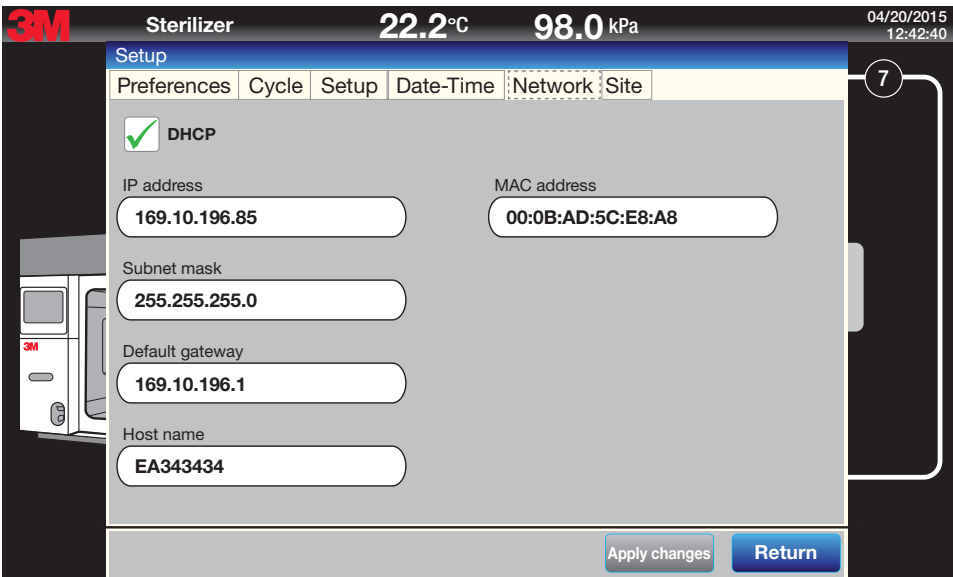 3M Sterilizer 22.2°C 98.0 kPa 04/20/2015
12:42:40
Setup
Preferences Cycle Setup Date-Time Network Site
7
DHCP
IP address MAC address
169.10.196.85 00:0B:AD:5C:E8:A8
Subnet mask
255.255.255.0
3M
Default gateway
169.10.196.1
Host name
EA343434
Apply changes Return